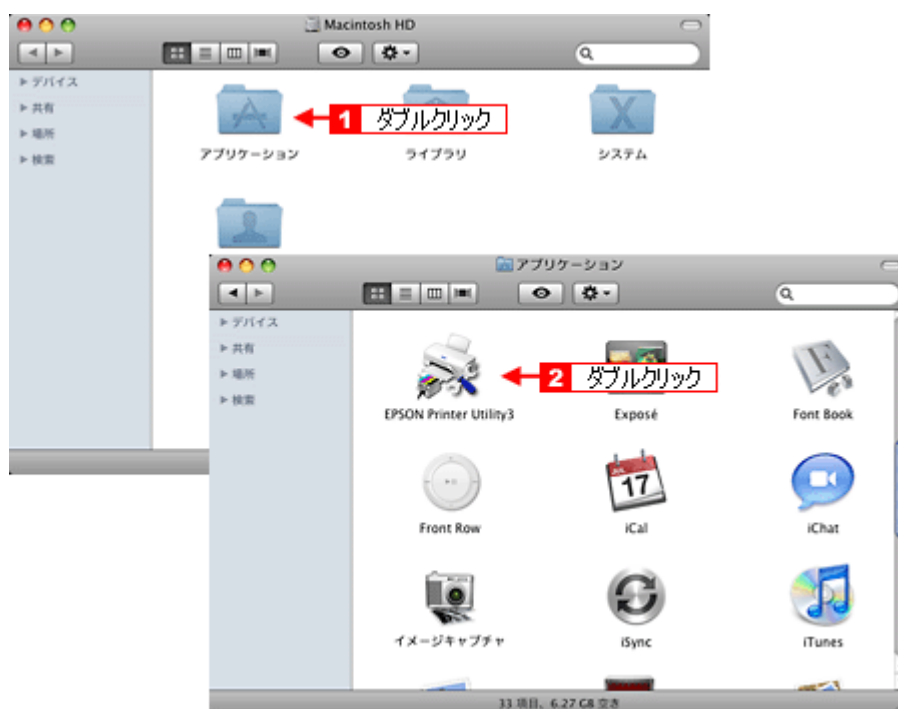 Macintosh HD
デバイス
共有
場所
検索
1 ダブルクリック
アプリケーション
ライブラリ
システム
アプリケーション
デバイス
共有
場所
検索
2 ダブルクリック
EPSON Printer Utility3
Exposé
Font Book
JUL
17
Front Row
iCal
iChat
イメージキャプチャ
iSync
iTunes
33 項目、6.27 GB 空き